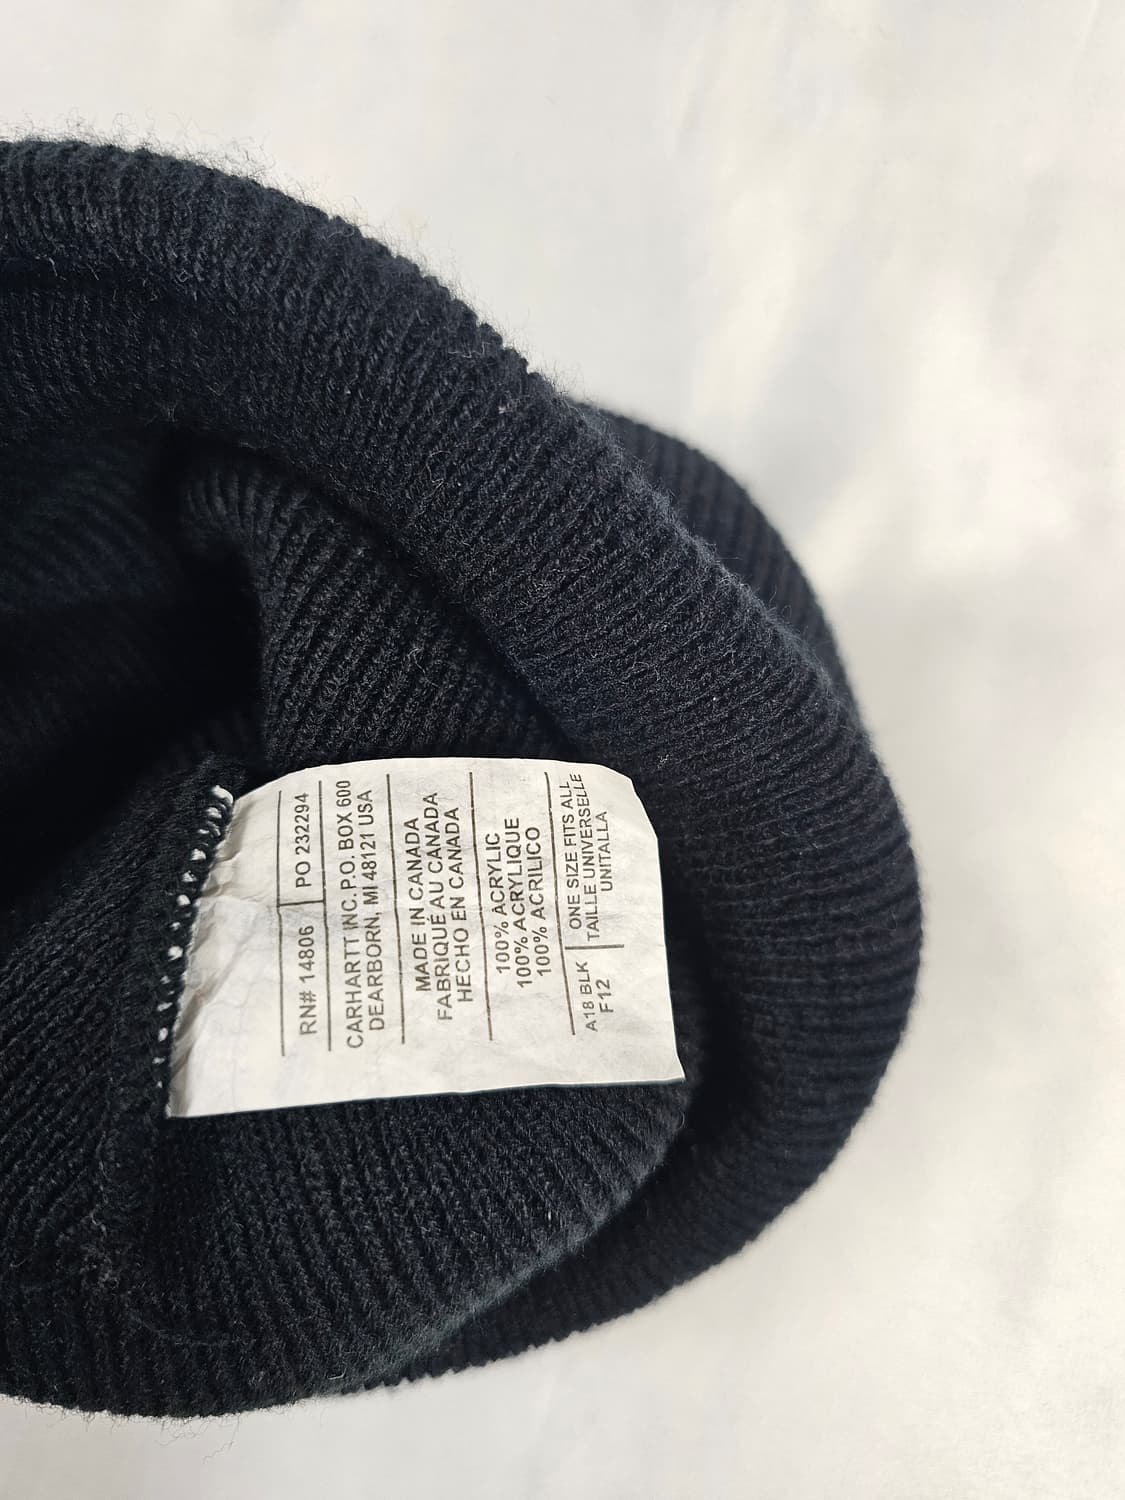 RN# 14806 PO 232294
CARHARTT INC. P.O. BOX 600
DEARBORN, MI 48121 USA
MADE IN CANADA
FABRIQUÉ AU CANADA
HECHO EN CANADA
100% ACRYLIC
100% ACRYLIQUE
100% ACRILICO
A18 BLK
F12
ONE SIZE FITS ALL
TAILLE UNIVERSELLE
UNITALLA